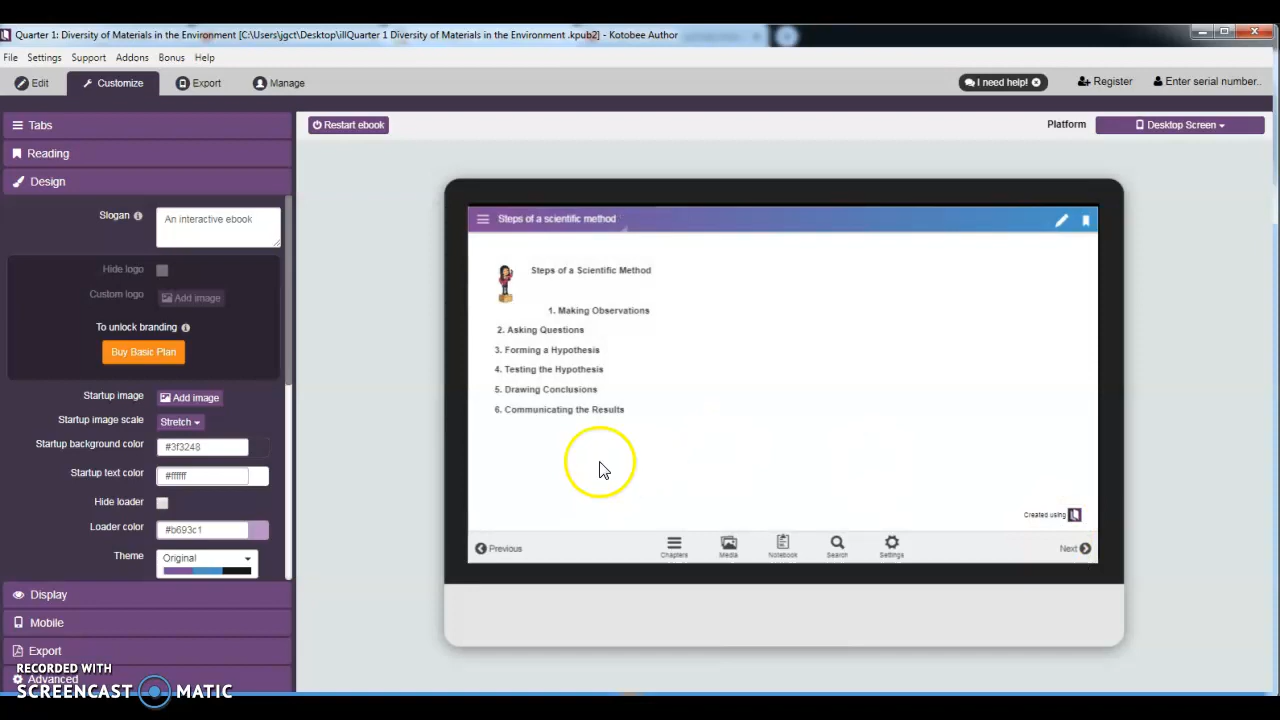 Quarter 1: Diversity of Materials in the Environment [C:\Users\jgct\Desktop\illQuarter 1 Diversity of Materials in the Environment .kpub2] - Kotobee Author
File Settings Support Addons Bonus Help
Edit Customize Export Manage I need help! Register Enter serial number..
Tabs
Restart ebook
Platform Desktop Screen
Reading
Design
Slogan An interactive ebook
Hide logo
Custom logo Add image
To unlock branding
Buy Basic Plan
Startup image Add image
Startup image scale Stretch
Startup background color #3f3248
Startup text color #ffffff
Hide loader
Loader color #b693c1
Theme Original
Display
Mobile
Export
Advanced
RECORDED WITH
SCREENCAST MATIC
Steps of a scientific method
Steps of a Scientific Method
1. Making Observations
2. Asking Questions
3. Forming a Hypothesis
4. Testing the Hypothesis
5. Drawing Conclusions
6. Communicating the Results
Created using
Previous Chapters Media Notebook Search Settings Next